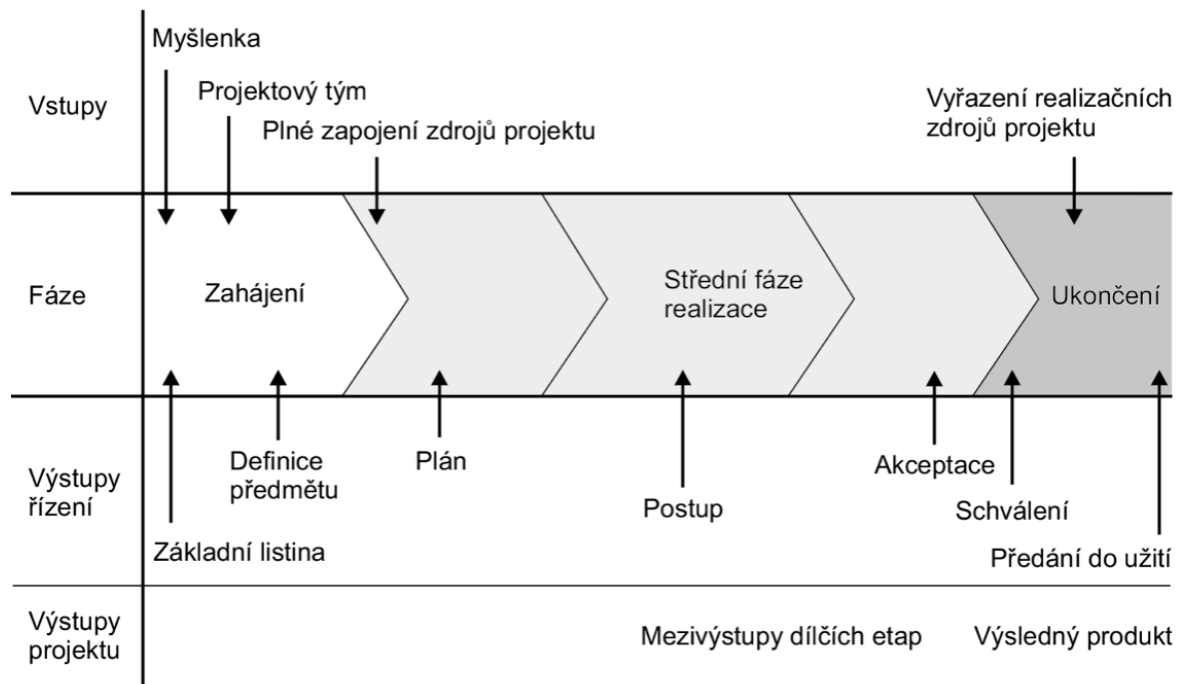 Myšlenka
Vstupy
Projektový tým
Plné zapojení zdrojů projektu
Vyřazení realizačních
zdrojů projektu
Fáze
Zahájení
Střední fáze
realizace
Ukončení
Výstupy
řízení
Definice
předmětu
Plán
Akceptace
Postup
Schválení
Základní listina
Předání do užití
Výstupy
projektu
Mezivýstupy dílčích etap
Výsledný produkt